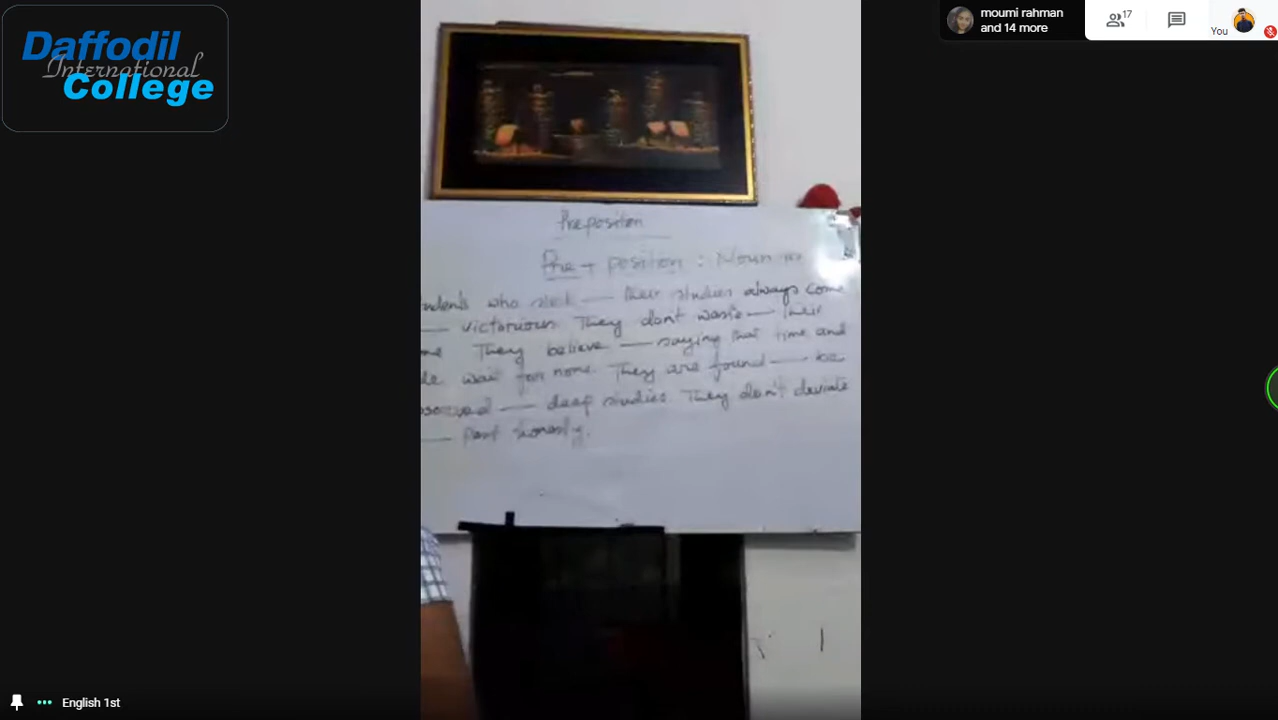 Daffodil
International
College
moumi rahman
and 14 more
17
You
Preposition
Pre + position : Noun
who stick — their studies always come
— victorious. They don't waste — their
They believe — saying that time and
wait for none. They are found — be
— deep studies. They don't deviate
—
English 1st